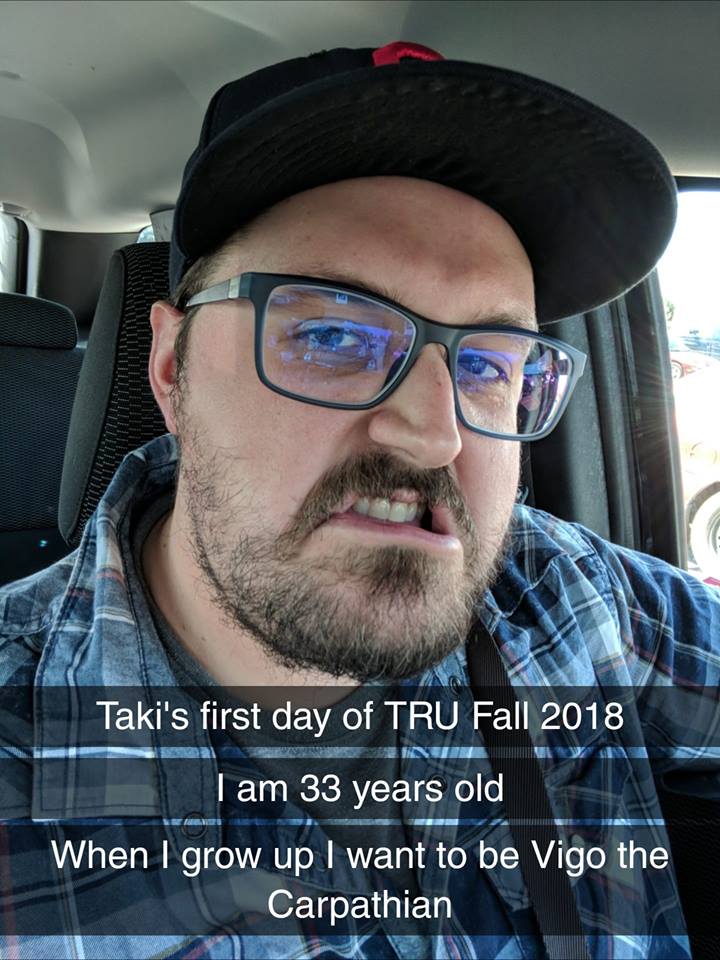 Taki's first day of TRU Fall 2018
I am 33 years old
When I grow up I want to be Vigo the
Carpathian